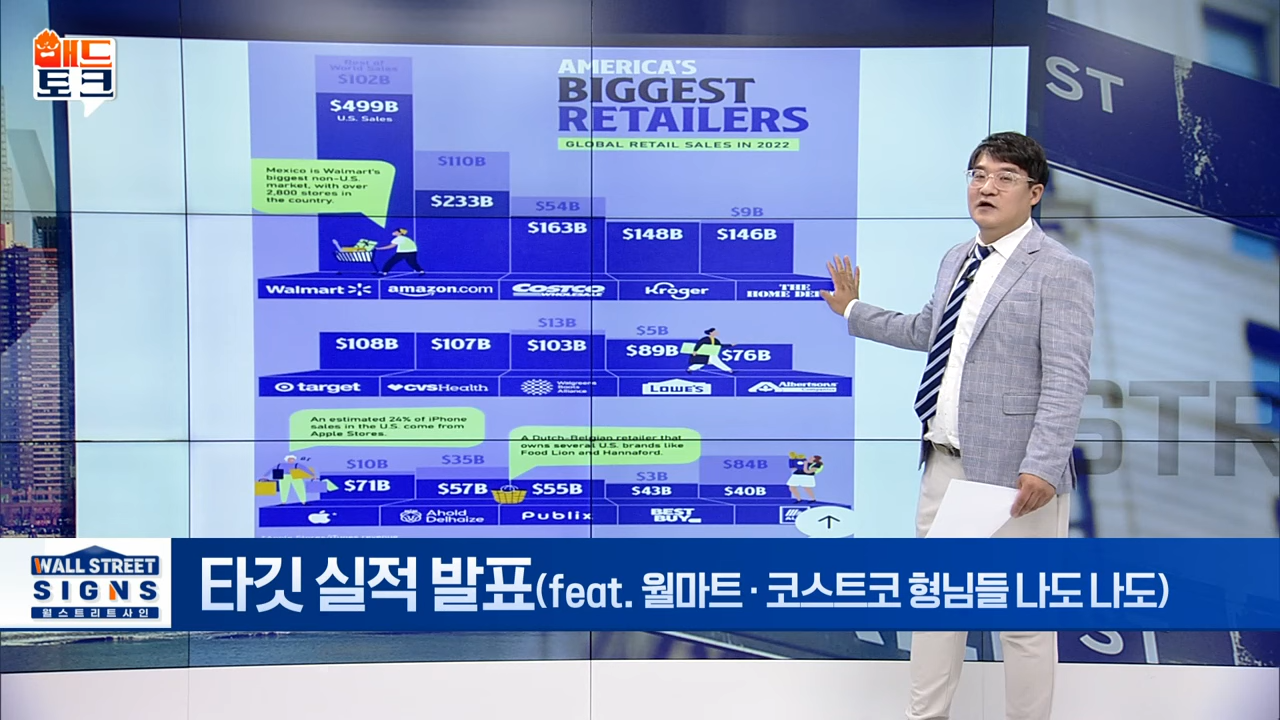 매드
토크
ST
AMERICA'S
BIGGEST
RETAILERS
GLOBAL RETAIL SALES IN 2022
Rest of
World Sales
$102B
$499B
U.S. Sales
Mexico is Walmart's
biggest non-U.S.
market, with over
2,800 stores in
the country.
$110B
$233B
$54B
$163B
$148B
$9B
$146B
Walmart
amazon.com
COSTCO
WHOLESALE
Kroger
THE
HOME DEP
$108B
$107B
$13B
$103B
$5B
$89B
$76B
target
CVSHealth
Walgreens
Boots
Alliance
LOWE'S
Albertsons
Companies
An estimated 24% of iPhone
sales in the U.S. come from
Apple Stores.
A Dutch-Belgian retailer that
owns several U.S. brands like
Food Lion and Hannaford.
$10B
$71B
$35B
$57B
$55B
$3B
$43B
$84B
$40B
Ahold
Delhaize
Publix
BEST
BUY
AL
STR
WALL STREET
SIGNS
월스트리트사인
타깃 실적 발표(feat. 월마트·코스트코 형님들 나도 나도)